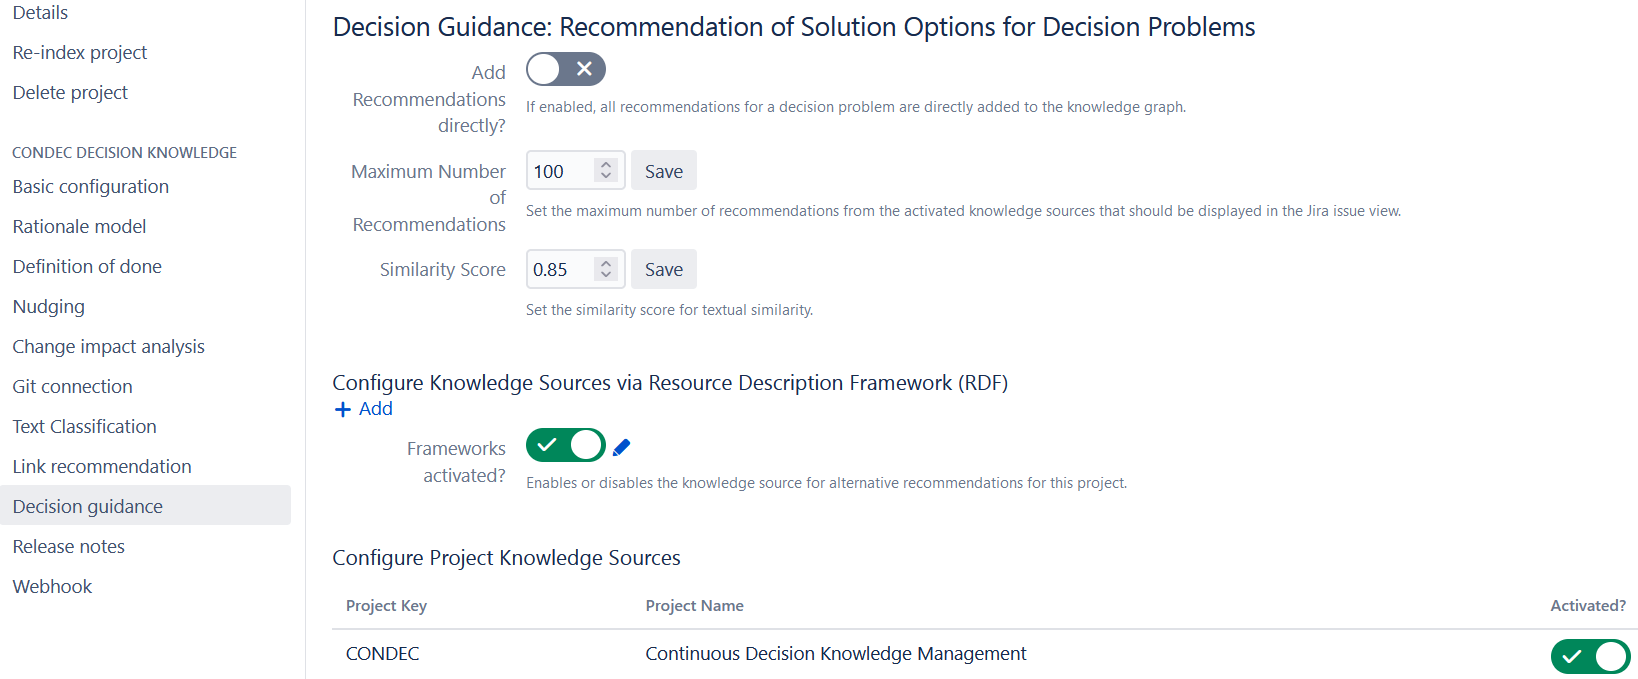 Details
Re-index project
Delete project
CONDEC DECISION KNOWLEDGE
Basic configuration
Rationale model
Definition of done
Nudging
Change impact analysis
Git connection
Text Classification
Link recommendation
Decision guidance
Release notes
Webhook
Decision Guidance: Recommendation of Solution Options for Decision Problems
Add
Recommendations
directly?
If enabled, all recommendations for a decision problem are directly added to the knowledge graph.
Maximum Number
of
Recommendations
100
Save
Set the maximum number of recommendations from the activated knowledge sources that should be displayed in the Jira issue view.
Similarity Score
0.85
Save
Set the similarity score for textual similarity.
Configure Knowledge Sources via Resource Description Framework (RDF)
+ Add
Frameworks
activated?
Enables or disables the knowledge source for alternative recommendations for this project.
Configure Project Knowledge Sources
Project Key Project Name Activated?
CONDEC Continuous Decision Knowledge Management